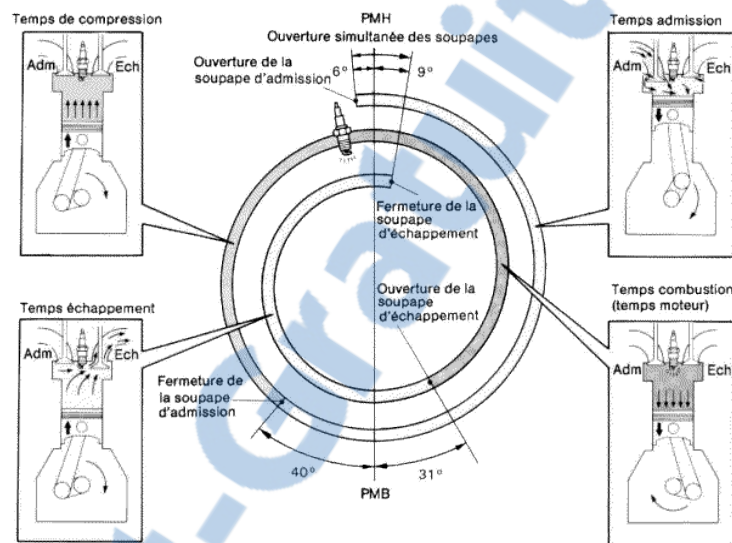 Temps de compression
Adm
Ech
PMH
Ouverture simultanée des soupapes
Ouverture de la
soupape d'admission
6°
9°
Temps admission
Adm
Ech
Fermeture de la
soupape
d'échappement
Ouverture de la
soupape
d'échappement
Temps échappement
Adm
Ech
Fermeture de
la soupape
d'admission
40°
31°
PMB
Temps combustion
(temps moteur)
Adm
Ech